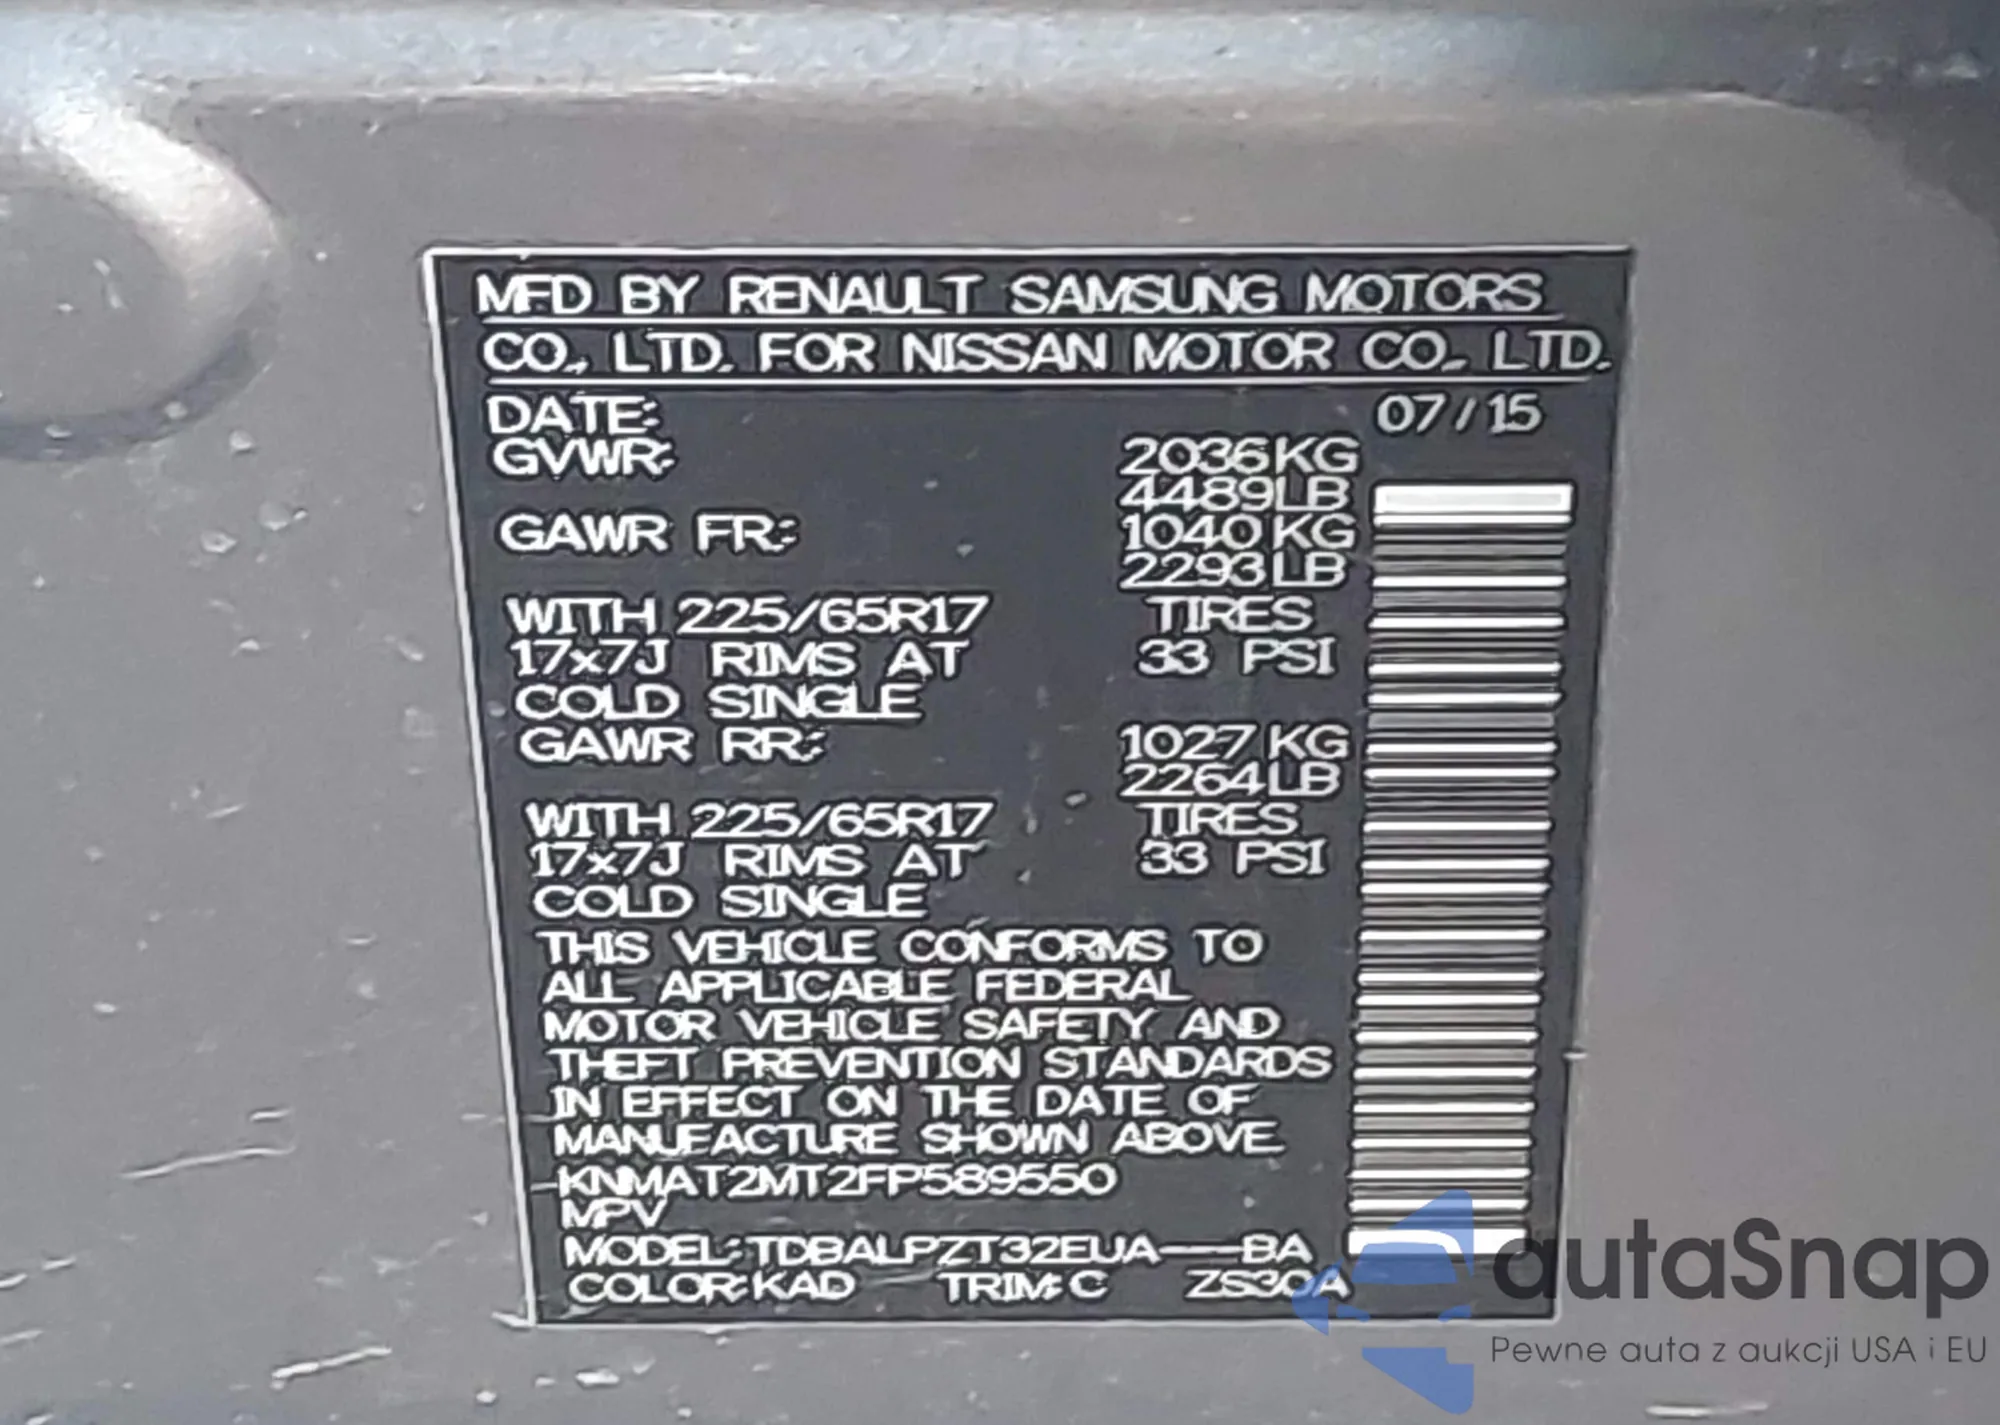 MFD BY RENAULT SAMSUNG MOTORS
CO., LTD. FOR NISSAN MOTOR CO., LTD.
DATE: 07/15
GVWR: 2036KG
4489LB
GAWR FR: 1040KG
2293LB
WITH 225/65R17 TIRES
17x7J RIMS AT 33 PSI
COLD SINGLE
GAWR RR: 1027KG
2264LB
WITH 225/65R17 TIRES
17x7J RIMS AT 33 PSI
COLD SINGLE
THIS VEHICLE CONFORMS TO
ALL APPLICABLE FEDERAL
MOTOR VEHICLE SAFETY AND
THEFT PREVENTION STANDARDS
IN EFFECT ON THE DATE OF
MANUFACTURE SHOWN ABOVE
KNMAT2MT2FP589550
MPV
MODEL:TDBALPZT32EUA——BA
COLOR:KAD TRIM:C ZS30A
autaSnap
Pewne auta z aukcji USA i EU